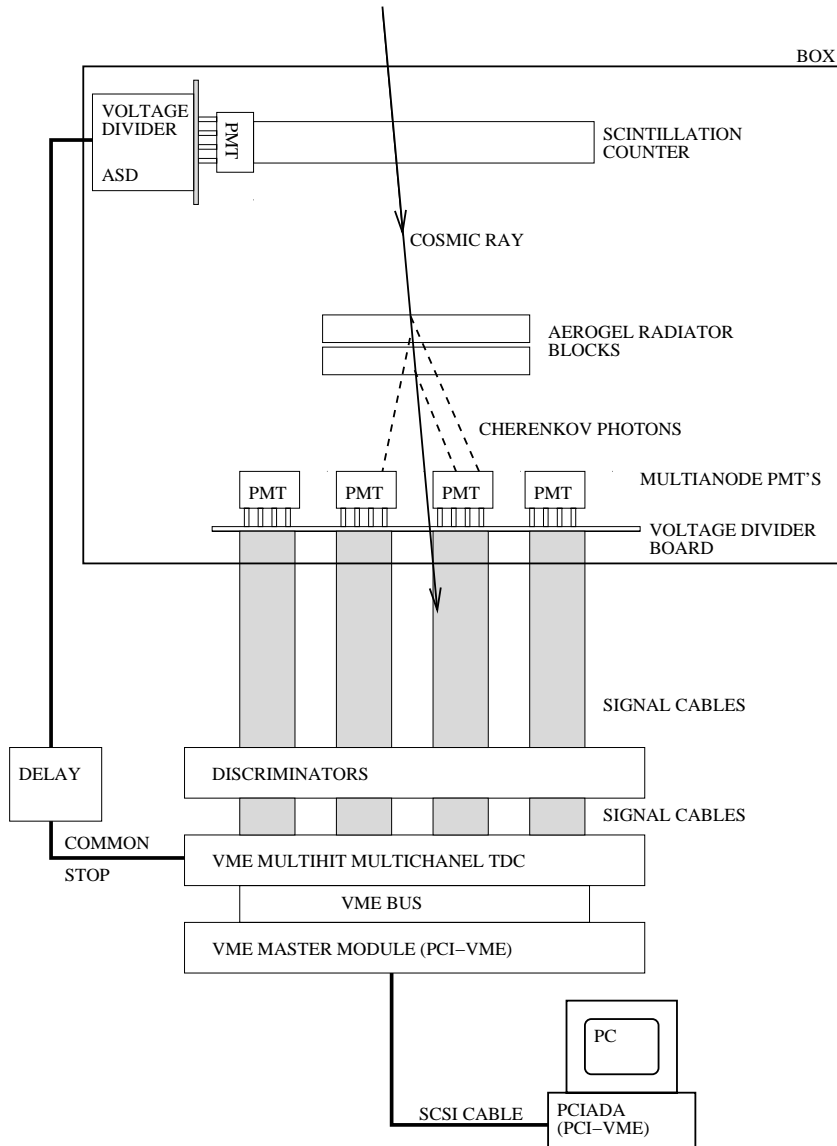 BOX
VOLTAGE
DIVIDER
ASD
PMT
SCINTILLATION
COUNTER
COSMIC RAY
AEROGEL RADIATOR
BLOCKS
CHERENKOV PHOTONS
PMT
PMT
PMT
PMT
MULTIANODE PMT'S
VOLTAGE DIVIDER
BOARD
SIGNAL CABLES
DELAY
DISCRIMINATORS
SIGNAL CABLES
COMMON
STOP
VME MULTIHIT MULTICHANEL TDC
VME BUS
VME MASTER MODULE (PCI−VME)
PC
SCSI CABLE
PCIADA
(PCI−VME)